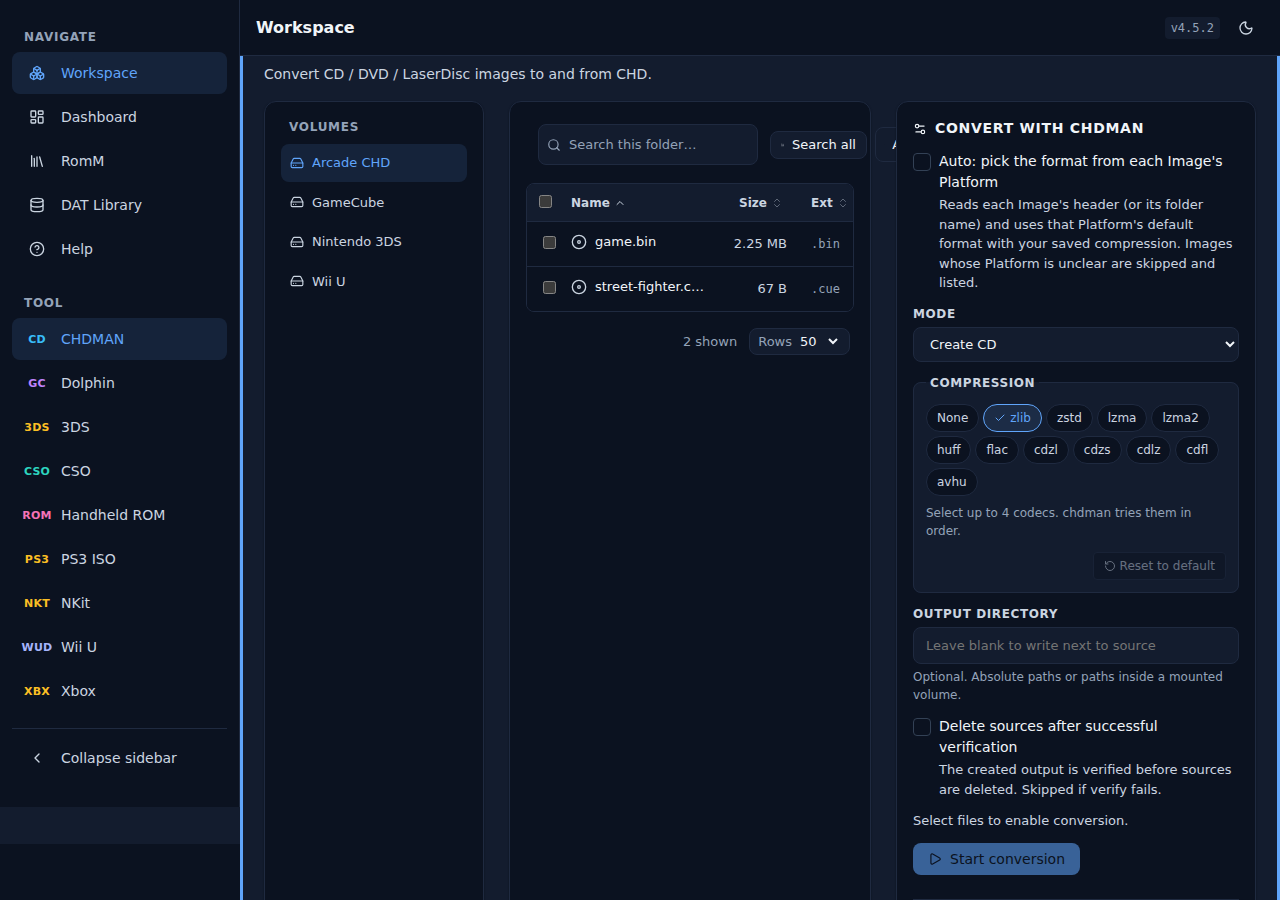 NAVIGATE
Workspace
Dashboard
RomM
DAT Library
Help
TOOL
CD CHDMAN
GC Dolphin
3DS 3DS
CSO CSO
ROM Handheld ROM
PS3 PS3 ISO
NKT NKit
WUD Wii U
XBX Xbox
Collapse sidebar
Workspace
v4.5.2
Convert CD / DVD / LaserDisc images to and from CHD.
VOLUMES
Arcade CHD
GameCube
Nintendo 3DS
Wii U
Search this folder…
Search all
Name Size Ext
game.bin 2.25 MB .bin
street-fighter.c… 67 B .cue
2 shown Rows 50
CONVERT WITH CHDMAN
Auto: pick the format from each Image's
Platform
Reads each Image's header (or its folder
name) and uses that Platform's default
format with your saved compression. Images
whose Platform is unclear are skipped and
listed.
MODE
Create CD
COMPRESSION
None zlib zstd lzma lzma2
huff flac cdzl cdzs cdlz cdfl
avhu
Select up to 4 codecs. chdman tries them in
order.
Reset to default
OUTPUT DIRECTORY
Leave blank to write next to source
Optional. Absolute paths or paths inside a mounted
volume.
Delete sources after successful
verification
The created output is verified before sources
are deleted. Skipped if verify fails.
Select files to enable conversion.
Start conversion